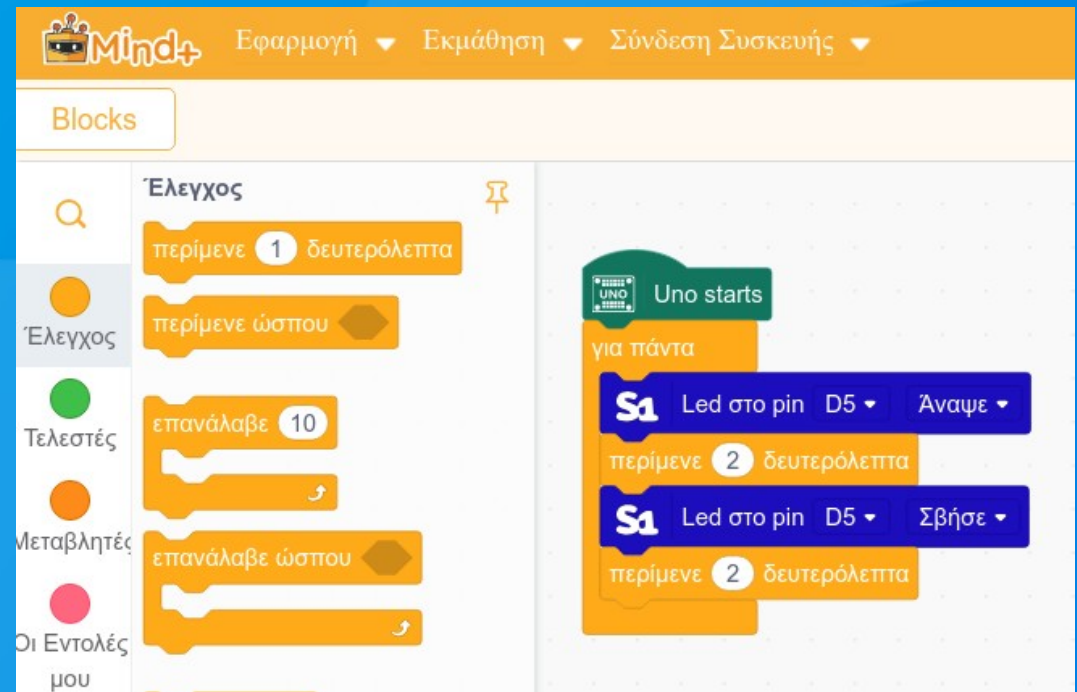 Mind+ Εφαρμογή Εκμάθηση Σύνδεση Συσκευής
Blocks
Έλεγχος
περίμενε 1 δευτερόλεπτα
περίμενε ώσπου
επανάλαβε 10
επανάλαβε ώσπου
Έλεγχος
Τελεστές
Μεταβλητές
Οι Εντολές
μου
UNO Uno starts
για πάντα
S1 Led στο pin D5 Άναψε
περίμενε 2 δευτερόλεπτα
S1 Led στο pin D5 Σβήσε
περίμενε 2 δευτερόλεπτα